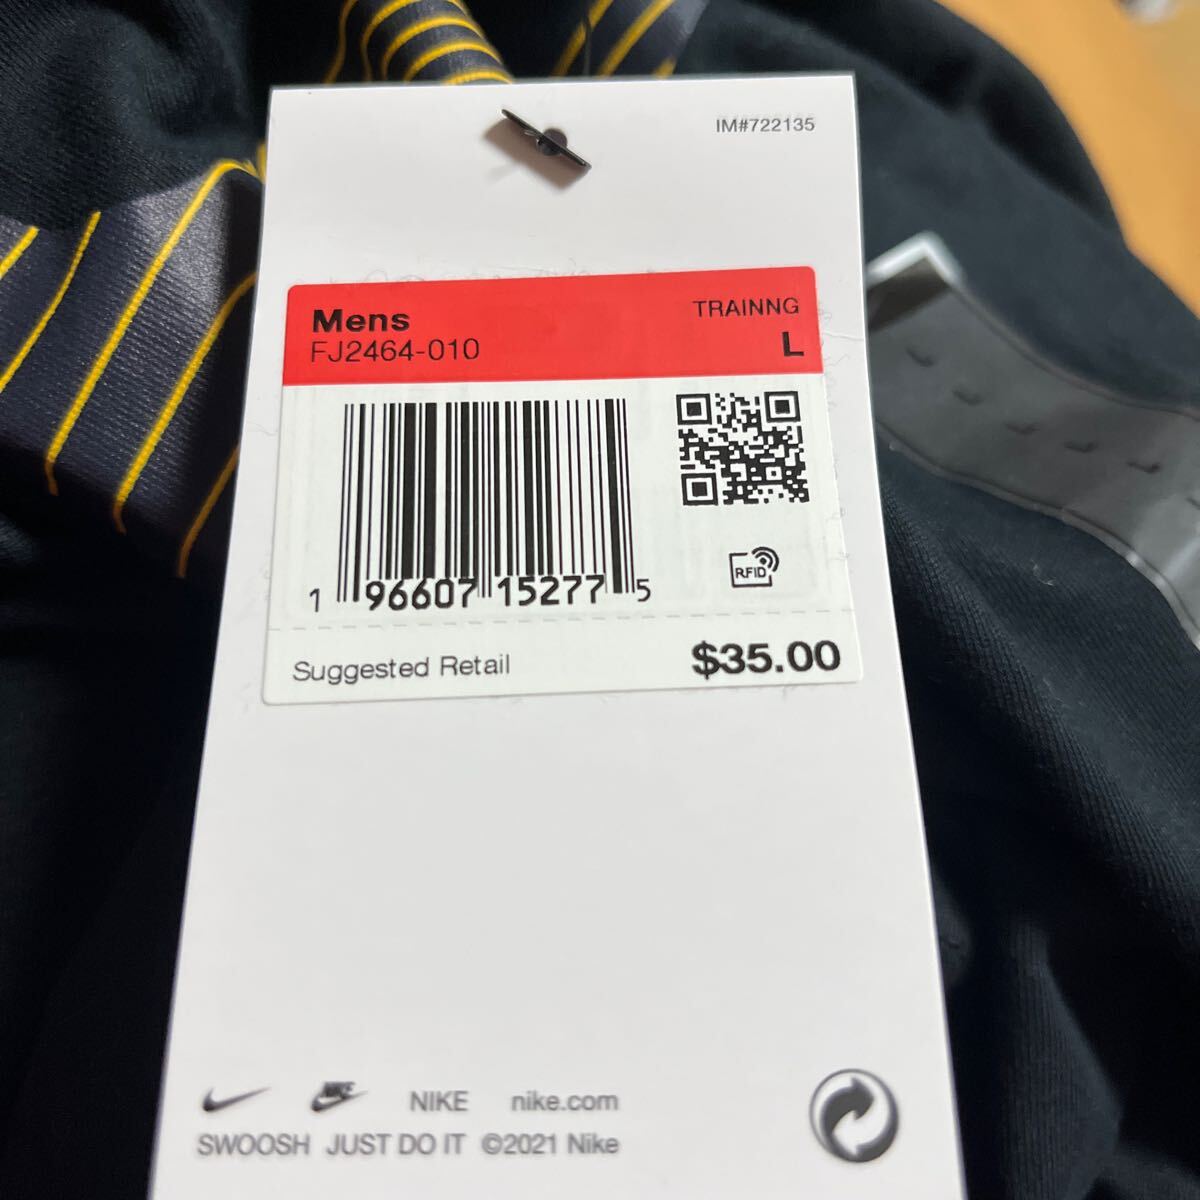 IM#722135
Mens TRAINNG
FJ2464-010 L
1 96607 15277 5
RFID
Suggested Retail $35.00
NIKE NIKE nike.com
SWOOSH JUST DO IT ©2021 Nike